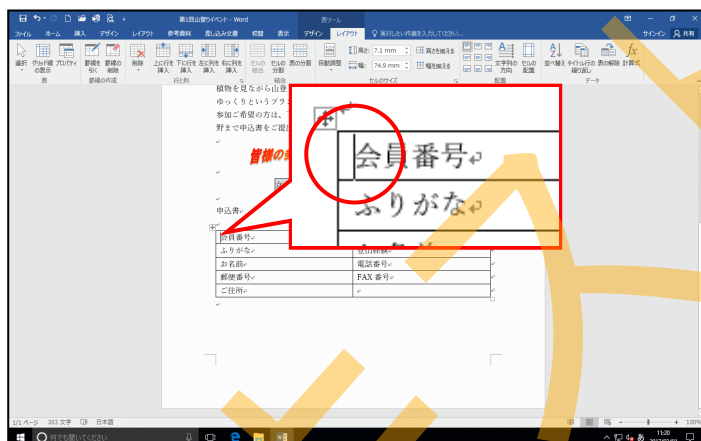 第1回山登りイベント - Word
表ツール
ファイル ホーム 挿入 デザイン レイアウト 参考資料 差し込み文書 校閲 表示 デザイン レイアウト 実行したい作業を入力してください... サインイン 共有
選択 グリッド線の表示 プロパティ 罫線を引く 罫線の削除 削除 上に行を挿入 下に行を挿入 左に列を挿入 右に列を挿入 セルの結合 セルの分割 表の分割 自動調整 高さ: 7.1 mm 高さを揃える 幅: 74.9 mm 幅を揃える 文字列の方向 セルの配置 並べ替え タイトル行の繰り返し 表の解除 計算式
表 罫線の作成 行と列 結合 セルのサイズ 配置 データ
植物を見ながら山登
ゆっくりというプラ
参加ご希望の方は、
野まで申込書をご提
皆様の
会員番号
ふりがな
申込書
会員番号
ふりがな
お名前 電話番号
郵便番号 FAX 番号
ご住所
1/1 ページ 303 文字 日本語 100%
何でも聞いてください 11:20